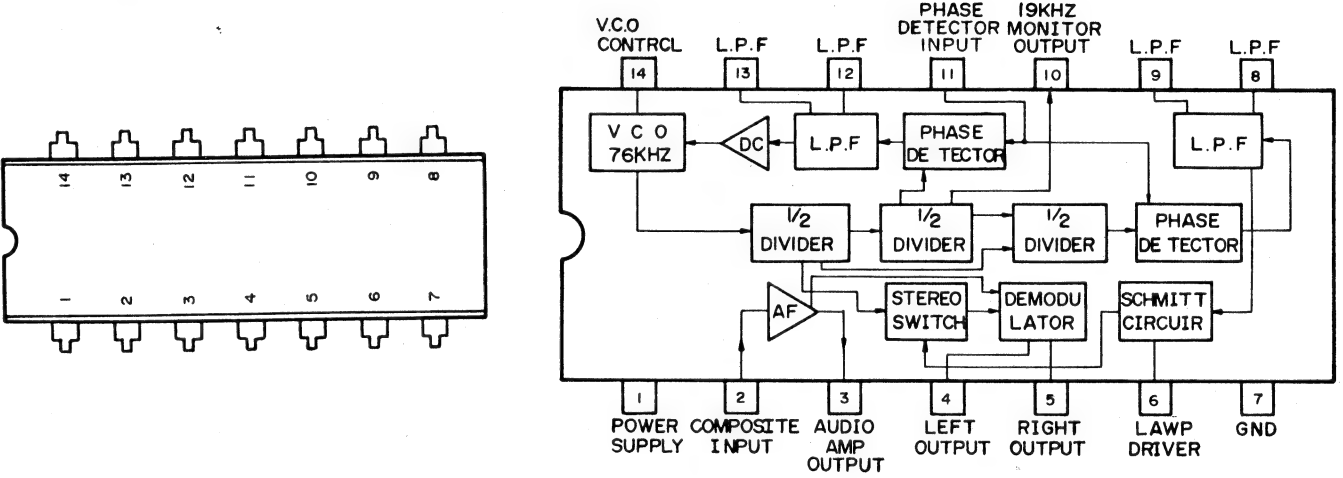 14 13 12 11 10 9 8
1 2 3 4 5 6 7
V.C.O
CONTRCL
L.P.F
L.P.F
PHASE
DETECTOR
INPUT
19KHZ
MONITOR
OUTPUT
L.P.F
L.P.F
14 13 12 11 10 9 8
V C O
76KHZ
DC
L.P.F
PHASE
DE TECTOR
L.P.F
1/2
DIVIDER
1/2
DIVIDER
1/2
DIVIDER
PHASE
DE TECTOR
AF
STEREO
SWITCH
DEMODU
LATOR
SCHMITT
CIRCUIR
1 2 3 4 5 6 7
POWER
SUPPLY
COMPOSITE
INPUT
AUDIO
AMP
OUTPUT
LEFT
OUTPUT
RIGHT
OUTPUT
LAWP
DRIVER
GND